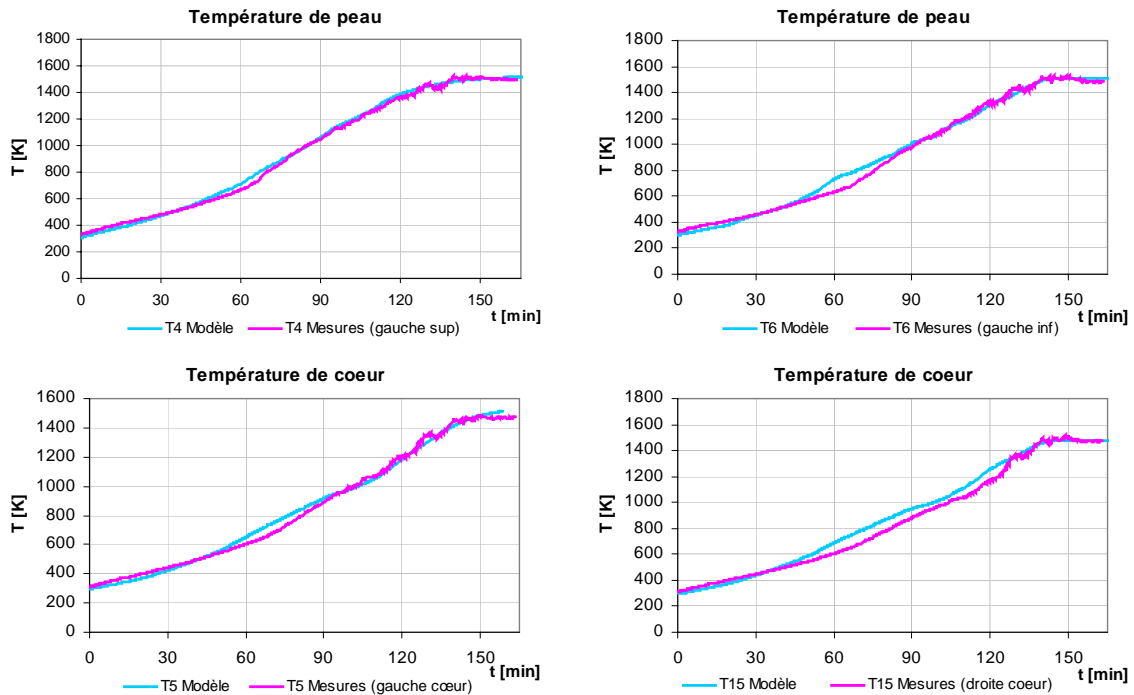 Température de peau
1800
1600
1400
1200
1000
800
600
400
200
0
T [K]
0 30 60 90 120 150
t [min]
T4 Modèle T4 Mesures (gauche sup)
Température de peau
1800
1600
1400
1200
1000
800
600
400
200
0
T [K]
0 30 60 90 120 150
t [min]
T6 Modèle T6 Mesures (gauche inf)
Température de coeur
1600
1400
1200
1000
800
600
400
200
0
T [K]
0 30 60 90 120 150
t [min]
T5 Modèle T5 Mesures (gauche cœur)
Température de coeur
1800
1600
1400
1200
1000
800
600
400
200
0
T [K]
0 30 60 90 120 150
t [min]
T15 Modèle T15 Mesures (droite coeur)